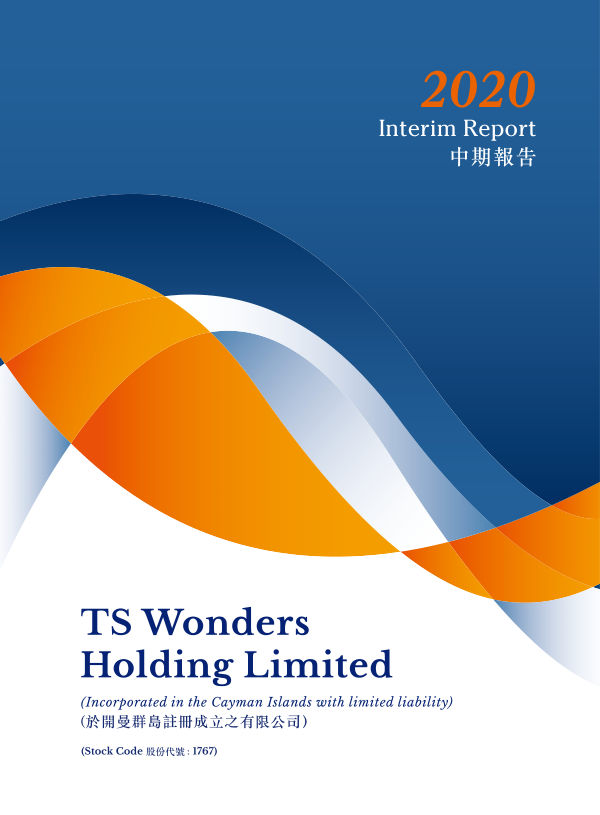 2020
Interim Report
中期報告
TS Wonders
Holding Limited
(Incorporated in the Cayman Islands with limited liability)
(於開曼群島註冊成立之有限公司)
(Stock Code 股份代號 : 1767)